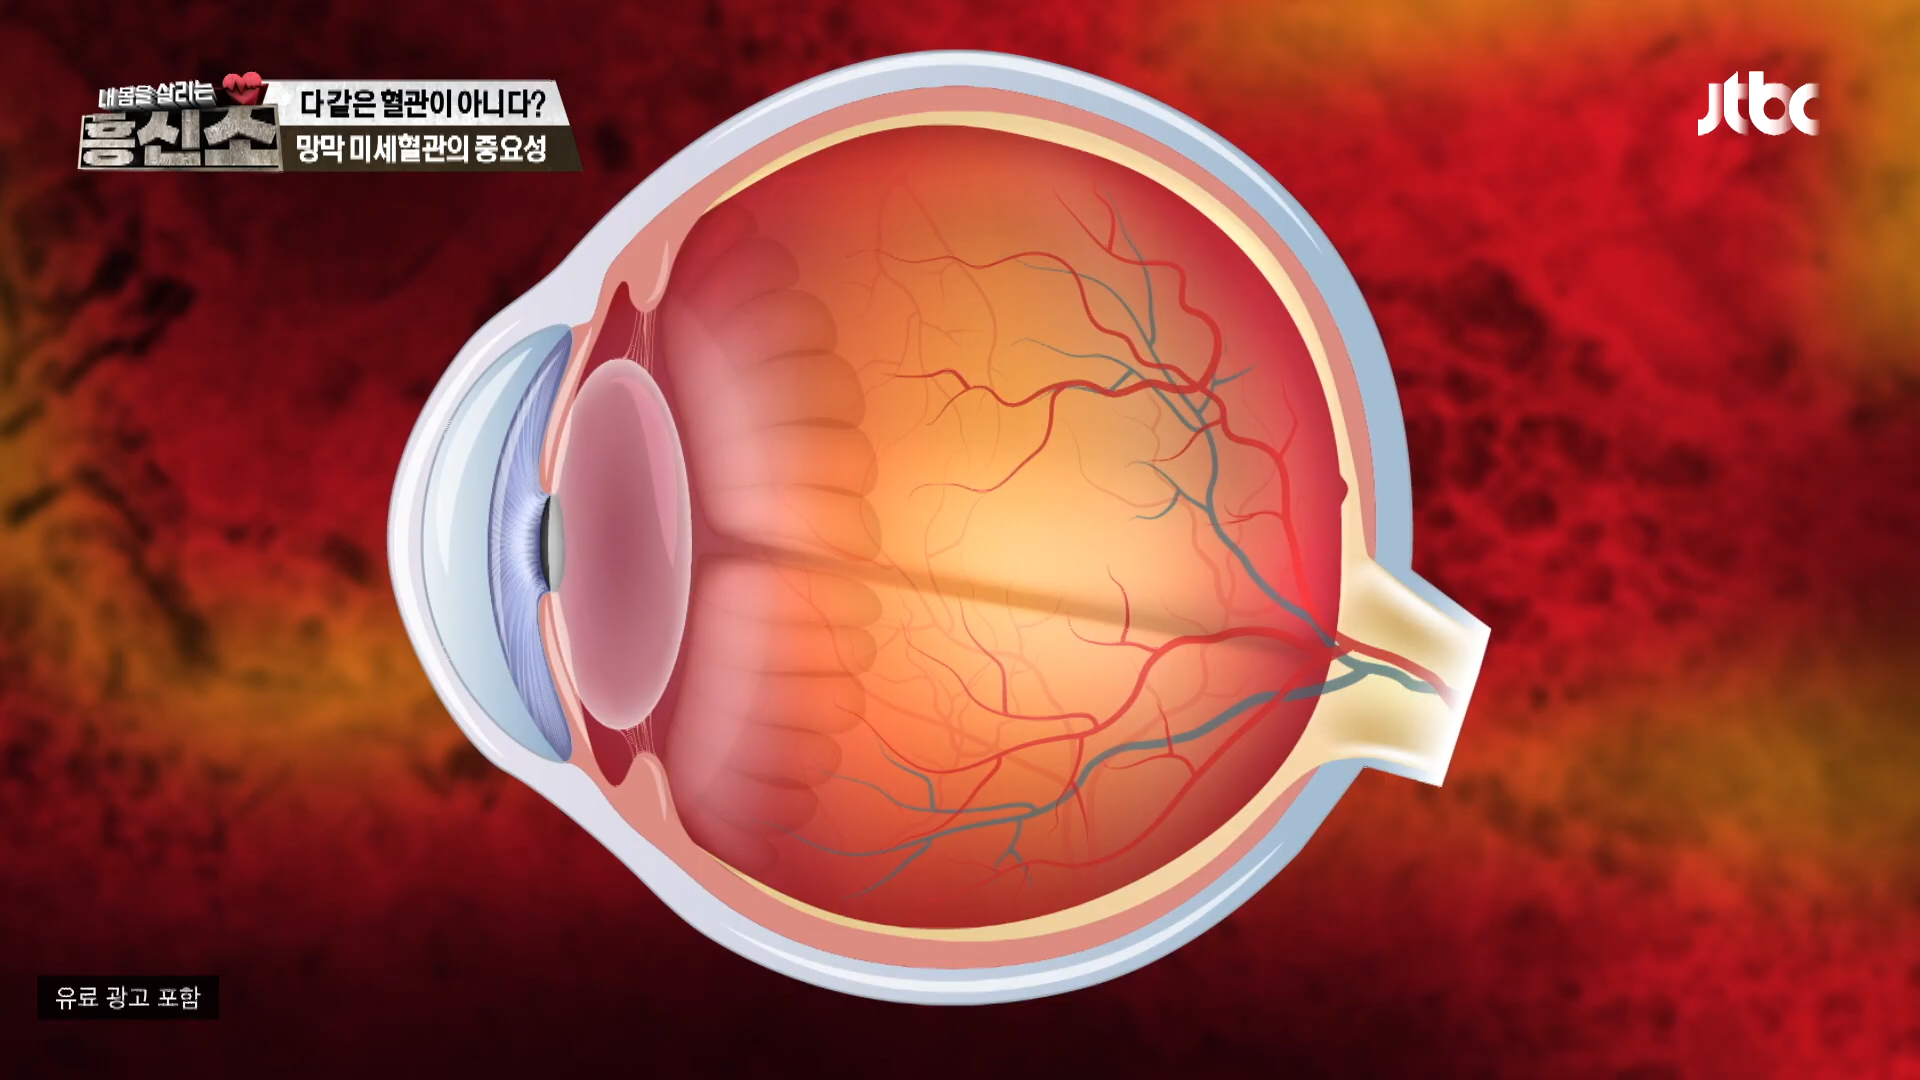 내 몸을 살리는
흥신소
다 같은 혈관이 아니다?
망막 미세혈관의 중요성
jtbc
유료 광고 포함